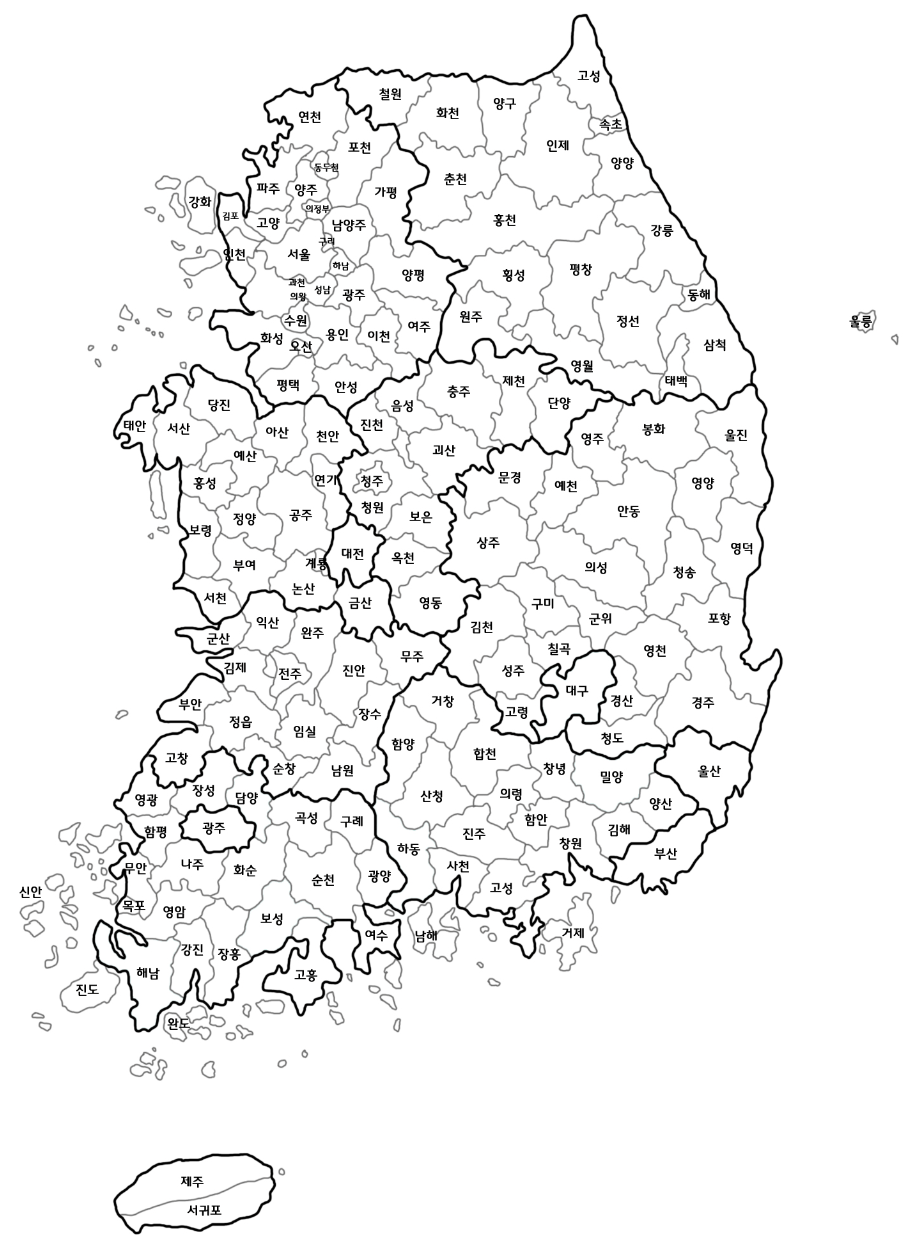 고성
철원
양구
화천
연천
속초
인제
포천
양양
동두천
춘천
파주
양주
가평
강화
의정부
김포
홍천
고양
남양주
강릉
구리
인천
서울
하남
평창
양평
횡성
과천
성남
의왕
광주
동해
원주
수원
정선
울릉
여주
용인
이천
화성
오산
삼척
영월
태백
제천
평택
안성
충주
단양
당진
음성
태안
서산
진천
아산
천안
봉화
울진
영주
괴산
예산
문경
연기
청주
홍성
예천
영양
청원
안동
공주
보은
정양
보령
상주
영덕
대전
옥천
계룡
부여
의성
청송
논산
서천
금산
영동
구미
군위
포항
익산
김천
완주
군산
칠곡
영천
무주
김제
진안
성주
전주
대구
경산
거창
경주
부안
고령
장수
정읍
임실
청도
함양
합천
고창
순창
남원
창녕
울산
밀양
장성
의령
산청
담양
영광
양산
곡성
함안
구례
광주
김해
함평
진주
창원
하동
부산
나주
무안
사천
화순
광양
순천
고성
신안
목포
영암
보성
거제
여수
남해
강진
장흥
해남
고흥
진도
완도
제주
서귀포